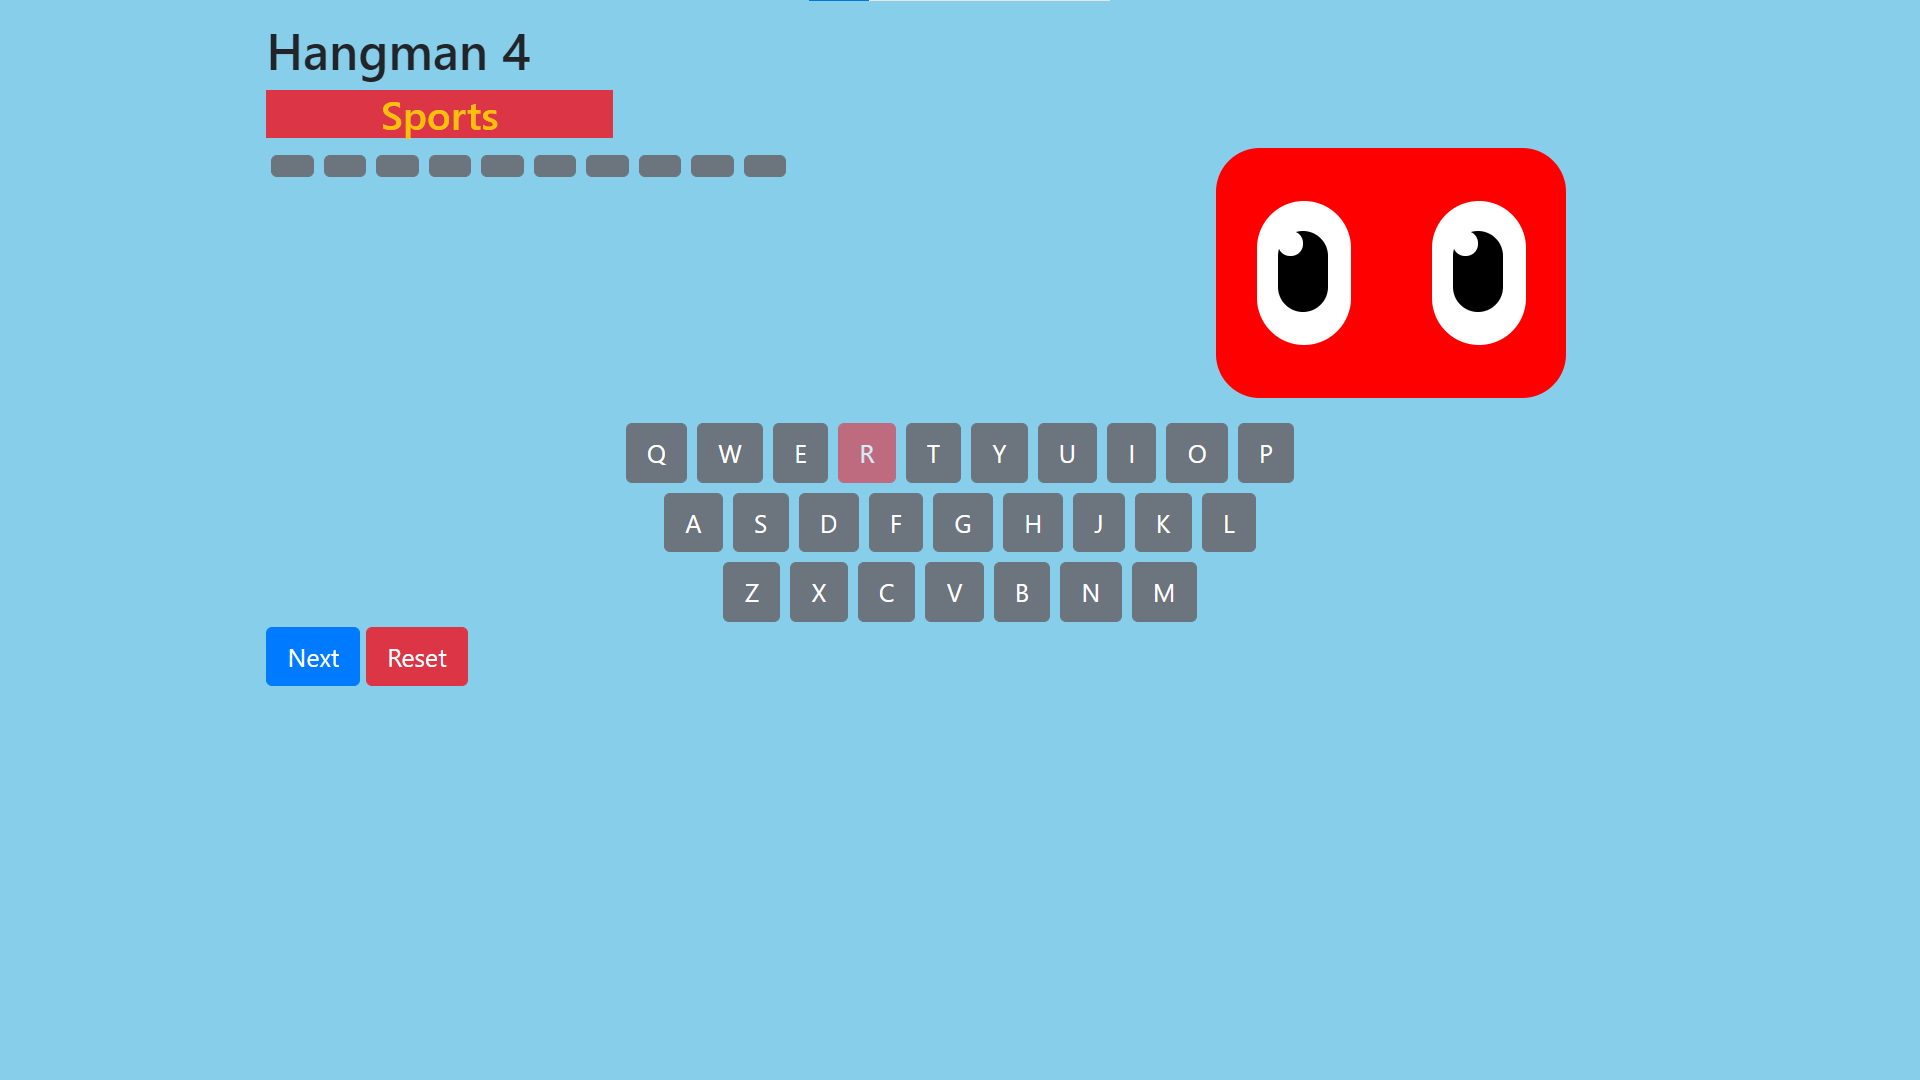 Hangman 4
Sports
Q W E R T Y U I O P
A S D F G H J K L
Z X C V B N M
Next Reset